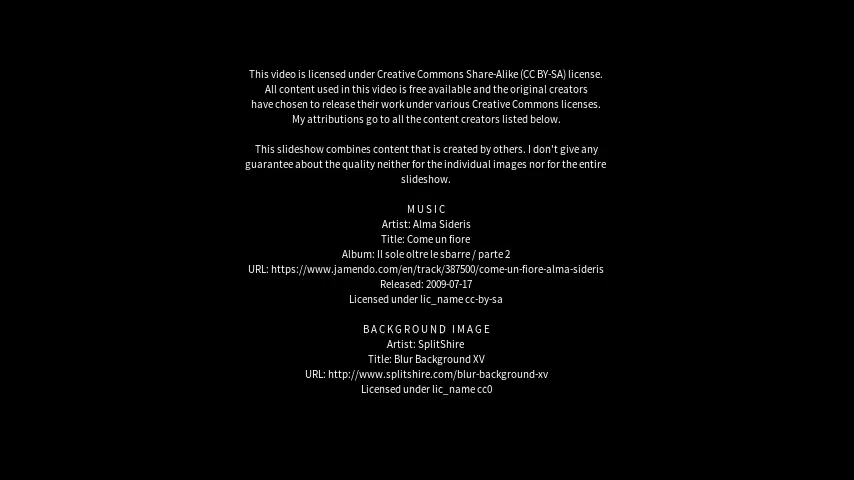 This video is licensed under Creative Commons Share-Alike (CC BY-SA) license.
All content used in this video is free available and the original creators
have chosen to release their work under various Creative Commons licenses.
My attributions go to all the content creators listed below.
This slideshow combines content that is created by others. I don't give any
guarantee about the quality neither for the individual images nor for the entire
slideshow.
MUSIC
Artist: Alma Sideris
Title: Come un fiore
Album: Il sole oltre le sbarre / parte 2
URL: https://www.jamendo.com/en/track/387500/come-un-fiore-alma-sideris
Released: 2009-07-17
Licensed under lic_name cc-by-sa
BACKGROUND IMAGE
Artist: SplitShire
Title: Blur Background XV
URL: http://www.splitshire.com/blur-background-xv
Licensed under lic_name cc0